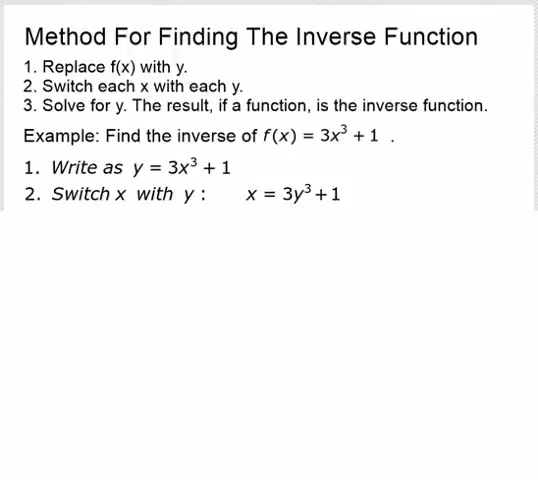 Method For Finding The Inverse Function
1. Replace f(x) with y.
2. Switch each x with each y.
3. Solve for y. The result, if a function, is the inverse function.
Example: Find the inverse of f(x) = 3x³ + 1 .
1. Write as y = 3x³ + 1
2. Switch x with y : x = 3y³ + 1